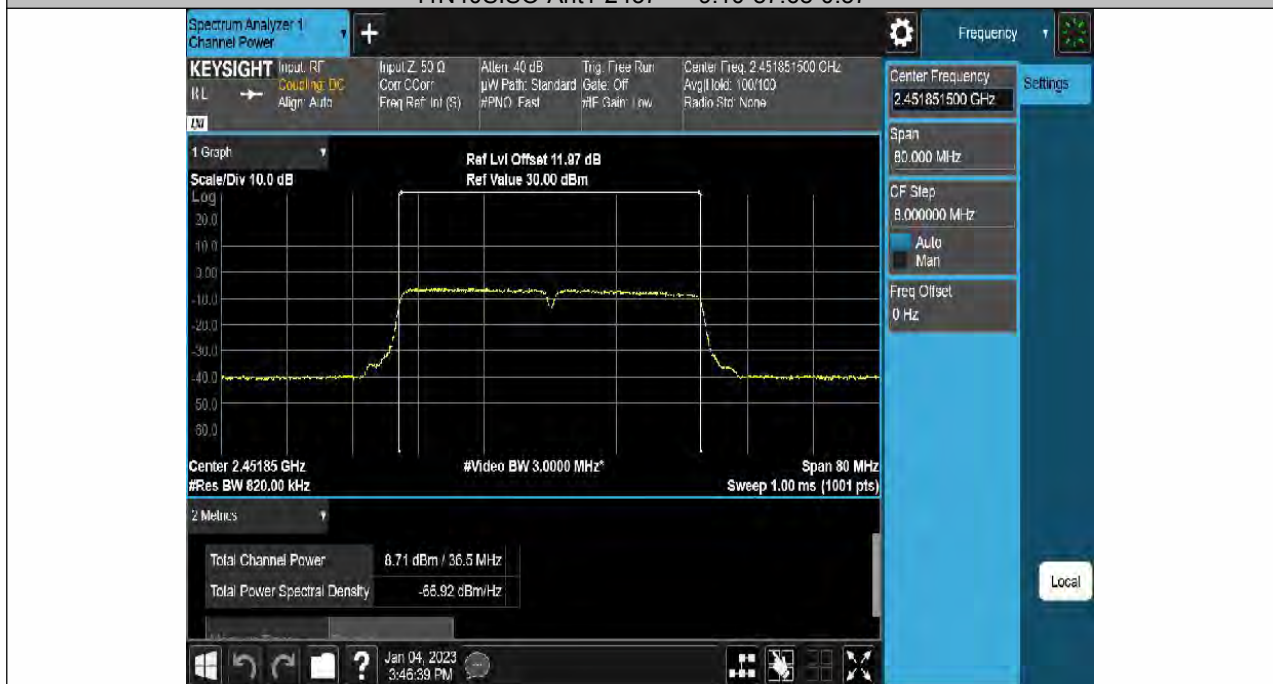 Spectrum Analyzer 1
Channel Power
+
Frequency
KEYSIGHT
Input: RF
Coupling: DC
Align: Auto
Input Z: 50 Ω
Corr CCorr
Freq Ref: Int (S)
Atten: 40 dB
µW Path: Standard
#PNO: Fast
Trig: Free Run
Gate: Off
#IF Gain: Low
Center Freq: 2.451851500 GHz
Avg|Hold: 100/100
Radio Std: None
Center Frequency
2.451851500 GHz
Settings
Span
80.000 MHz
CF Step
8.000000 MHz
Auto
Man
Freq Offset
0 Hz
1 Graph
Scale/Div 10.0 dB
Ref Lvl Offset 11.97 dB
Ref Value 30.00 dBm
Log
20.0
10.0
0.00
-10.0
-20.0
-30.0
-40.0
-50.0
-60.0
Center 2.45185 GHz
#Res BW 820.00 kHz
#Video BW 3.0000 MHz*
Span 80 MHz
Sweep 1.00 ms (1001 pts)
2 Metrics
Total Channel Power 8.71 dBm / 36.5 MHz
Total Power Spectral Density -66.92 dBm/Hz
Local
?
Jan 04, 2023
3:46:39 PM